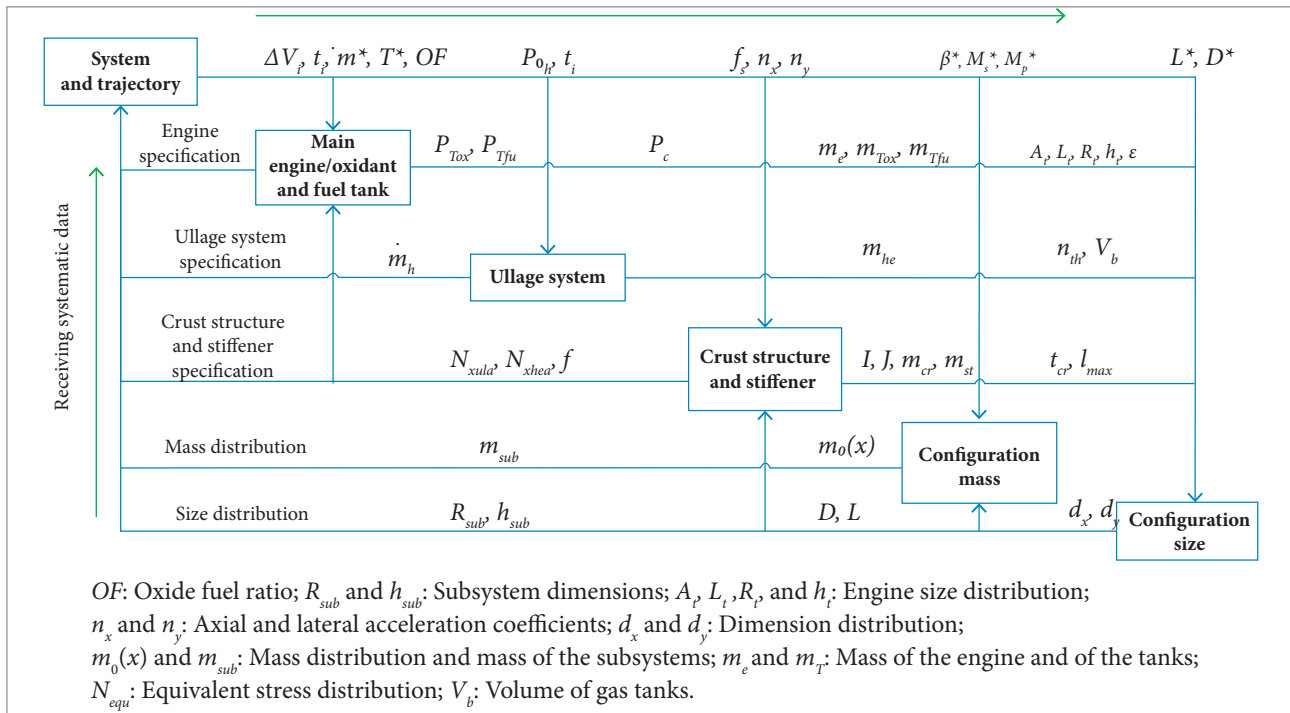 System
and trajectory
ΔV_i, t_i, ṁ*, T*, OF
P_0h, t_i
f_s, n_x, n_y
β*, M_s*, M_p*
L*, D*
Engine
specification
Main
engine/oxidant
and fuel tank
P_Tox, P_Tfu
P_c
m_e, m_Tox, m_Tfu
A_t, L_t, R_t, h_t, ε
Receiving systematic data
Ullage system
specification
ṁ_h
Ullage system
m_he
n_th, V_b
Crust structure
and stiffener
specification
N_xula, N_xhea, f
Crust structure
and stiffener
I, J, m_cr, m_st
t_cr, l_max
Mass distribution
m_sub
m_0(x)
Configuration
mass
Size distribution
R_sub, h_sub
D, L
d_x, d_y
Configuration
size
OF: Oxide fuel ratio; R_sub and h_sub: Subsystem dimensions; A_t, L_t ,R_t, and h_t: Engine size distribution;
n_x and n_y: Axial and lateral acceleration coefficients; d_x and d_y: Dimension distribution;
m_0(x) and m_sub: Mass distribution and mass of the subsystems; m_e and m_T: Mass of the engine and of the tanks;
N_equ: Equivalent stress distribution; V_b: Volume of gas tanks.